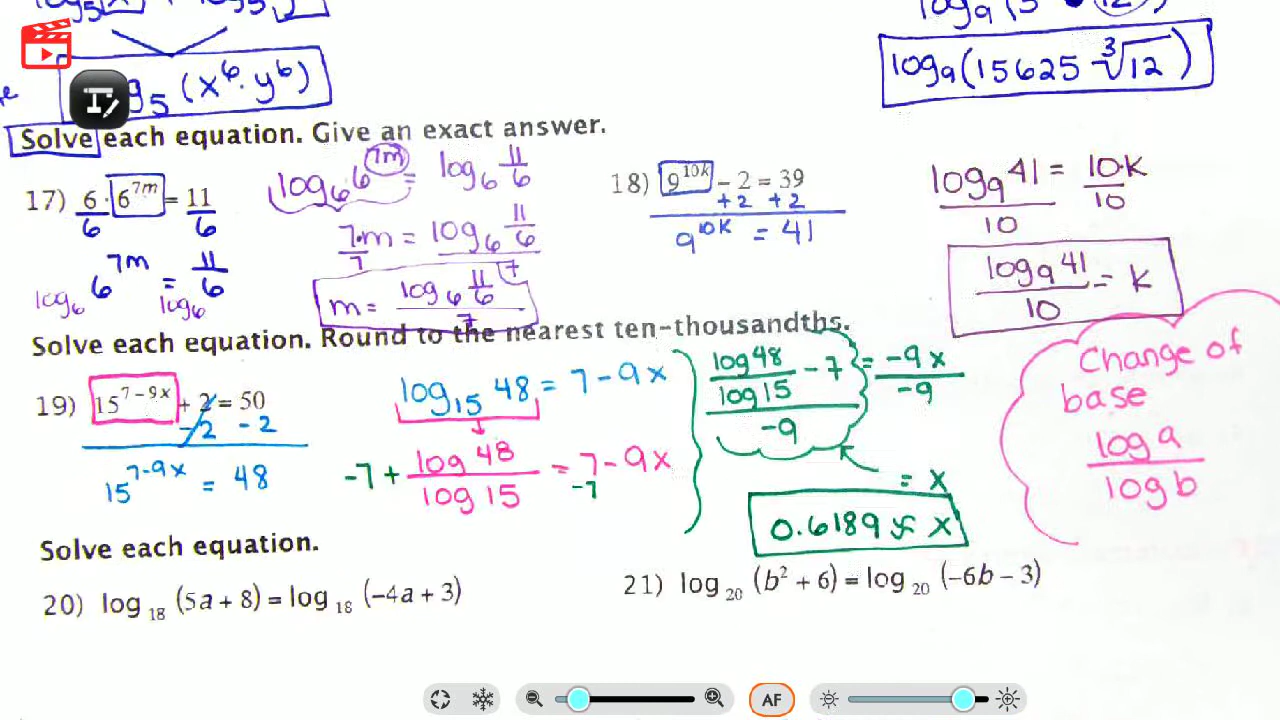 log₉(15625 ∛12)
(x⁶·y⁶)
Solve each equation. Give an exact answer.
17) 6 · 6^(7m) = 11
6 6
6^(7m) = 11/6
log₆ log₆
log₆ 6^(7m) = log₆ 11/6
7·m = log₆ 11/6
7 7
m = log₆ 11/6 / 7
18) 9^(10k) − 2 = 39
+2 +2
9^(10k) = 41
log₉ 41 = 10·k
10 10
log₉ 41 / 10 = k
Solve each equation. Round to the nearest ten-thousandths.
19) 15^(7−9x) + 2 = 50
−2 −2
15^(7−9x) = 48
log₁₅ 48 = 7−9x
−7 + log 48 / log 15 = 7−9x
−7
log 48 / log 15 − 7 = −9x
−9 −9
= x
0.6189 ≈ x
Change of
base
log a
log b
Solve each equation.
20) log₁₈ (5a + 8) = log₁₈ (−4a + 3)
21) log₂₀ (b² + 6) = log₂₀ (−6b − 3)
AF